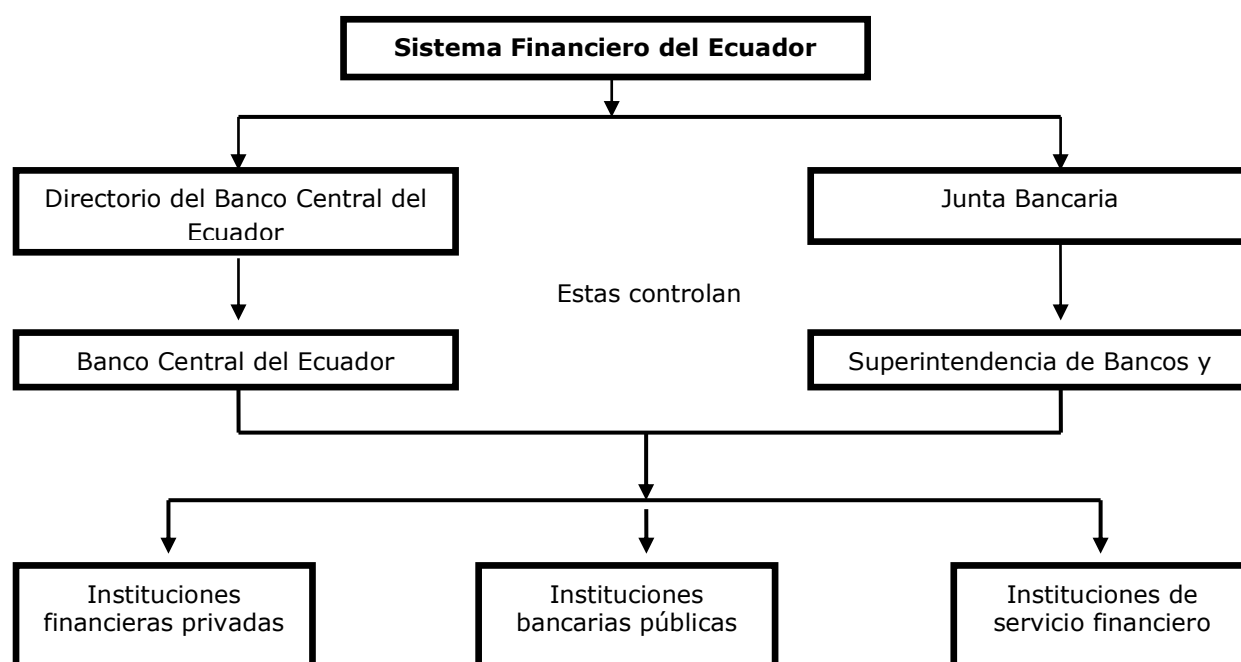 Sistema Financiero del Ecuador
Directorio del Banco Central del
Ecuador
Junta Bancaria
Estas controlan
Banco Central del Ecuador
Superintendencia de Bancos y
Instituciones
financieras privadas
Instituciones
bancarias públicas
Instituciones de
servicio financiero